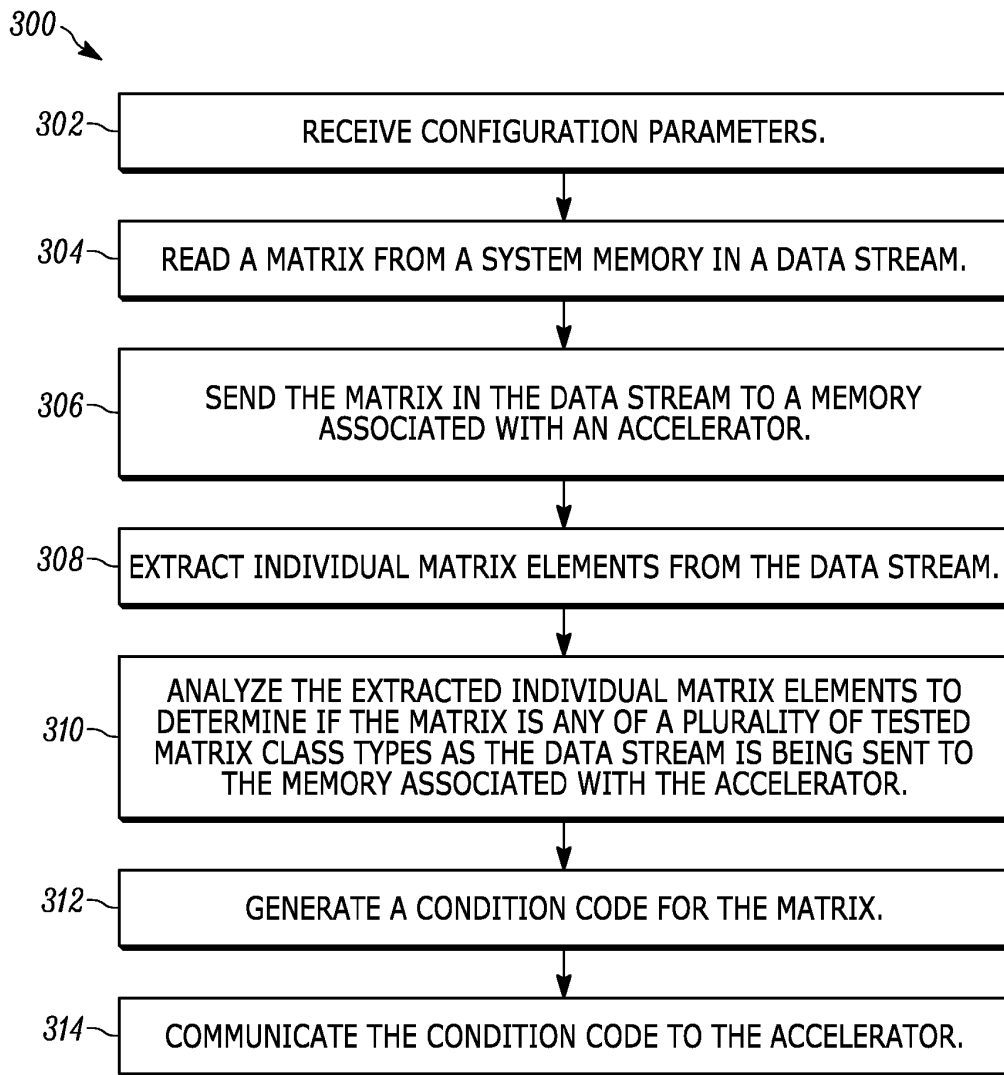 300
302
RECEIVE CONFIGURATION PARAMETERS.
304
READ A MATRIX FROM A SYSTEM MEMORY IN A DATA STREAM.
306
SEND THE MATRIX IN THE DATA STREAM TO A MEMORY
ASSOCIATED WITH AN ACCELERATOR.
308
EXTRACT INDIVIDUAL MATRIX ELEMENTS FROM THE DATA STREAM.
310
ANALYZE THE EXTRACTED INDIVIDUAL MATRIX ELEMENTS TO
DETERMINE IF THE MATRIX IS ANY OF A PLURALITY OF TESTED
MATRIX CLASS TYPES AS THE DATA STREAM IS BEING SENT TO
THE MEMORY ASSOCIATED WITH THE ACCELERATOR.
312
GENERATE A CONDITION CODE FOR THE MATRIX.
314
COMMUNICATE THE CONDITION CODE TO THE ACCELERATOR.